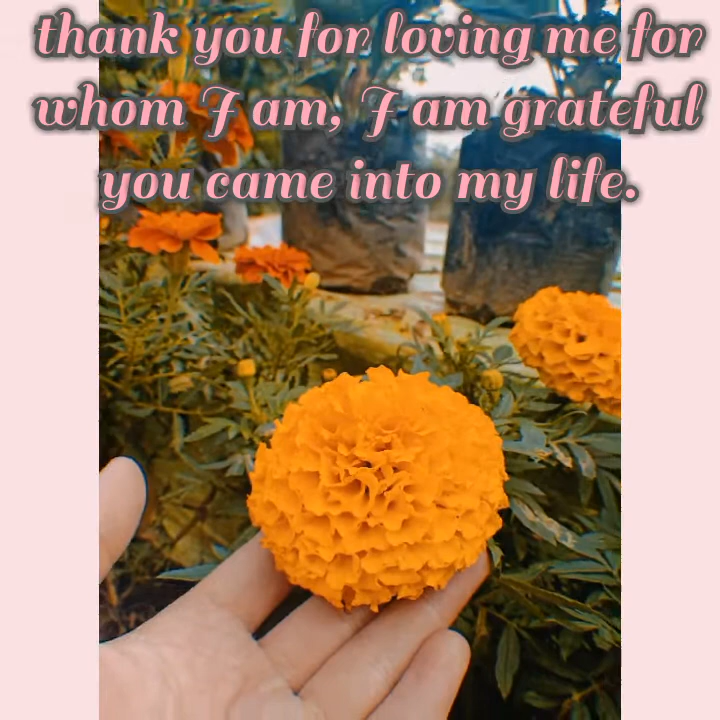 thank you for loving me for
whom I am, I am grateful
you came into my life.